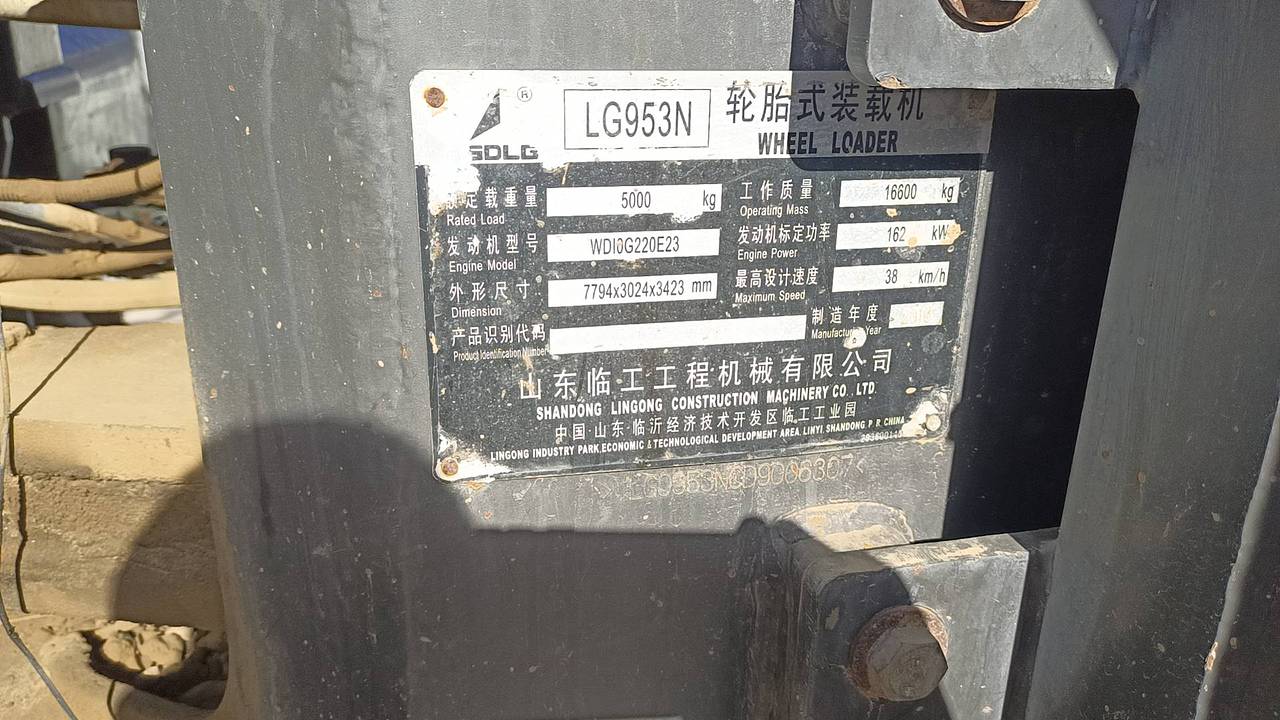 ®
SDLG
LG953N
轮胎式装载机
WHEEL LOADER
定载重量 5000 kg 工作质量 16600 kg
Rated Load Operating Mass
发动机型号 发动机标定功率 162 kW
Engine Model Engine Power
外形尺寸 7794x3024x3423 mm 最高设计速度 38 km/h
Dimension Maximum Speed
产品识别代码 制造年度
Product Identification Number Manufacturing Year
山东临工工程机械有限公司
SHANDONG LINGONG CONSTRUCTION MACHINERY CO., LTD.
中国·山东·临沂经济技术开发区临工工业园
LINGONG INDUSTRY PARK,ECONOMIC & TECHNOLOGICAL DEVELOPMENT AREA, LINYI, SHANDONG P.R.CHINA